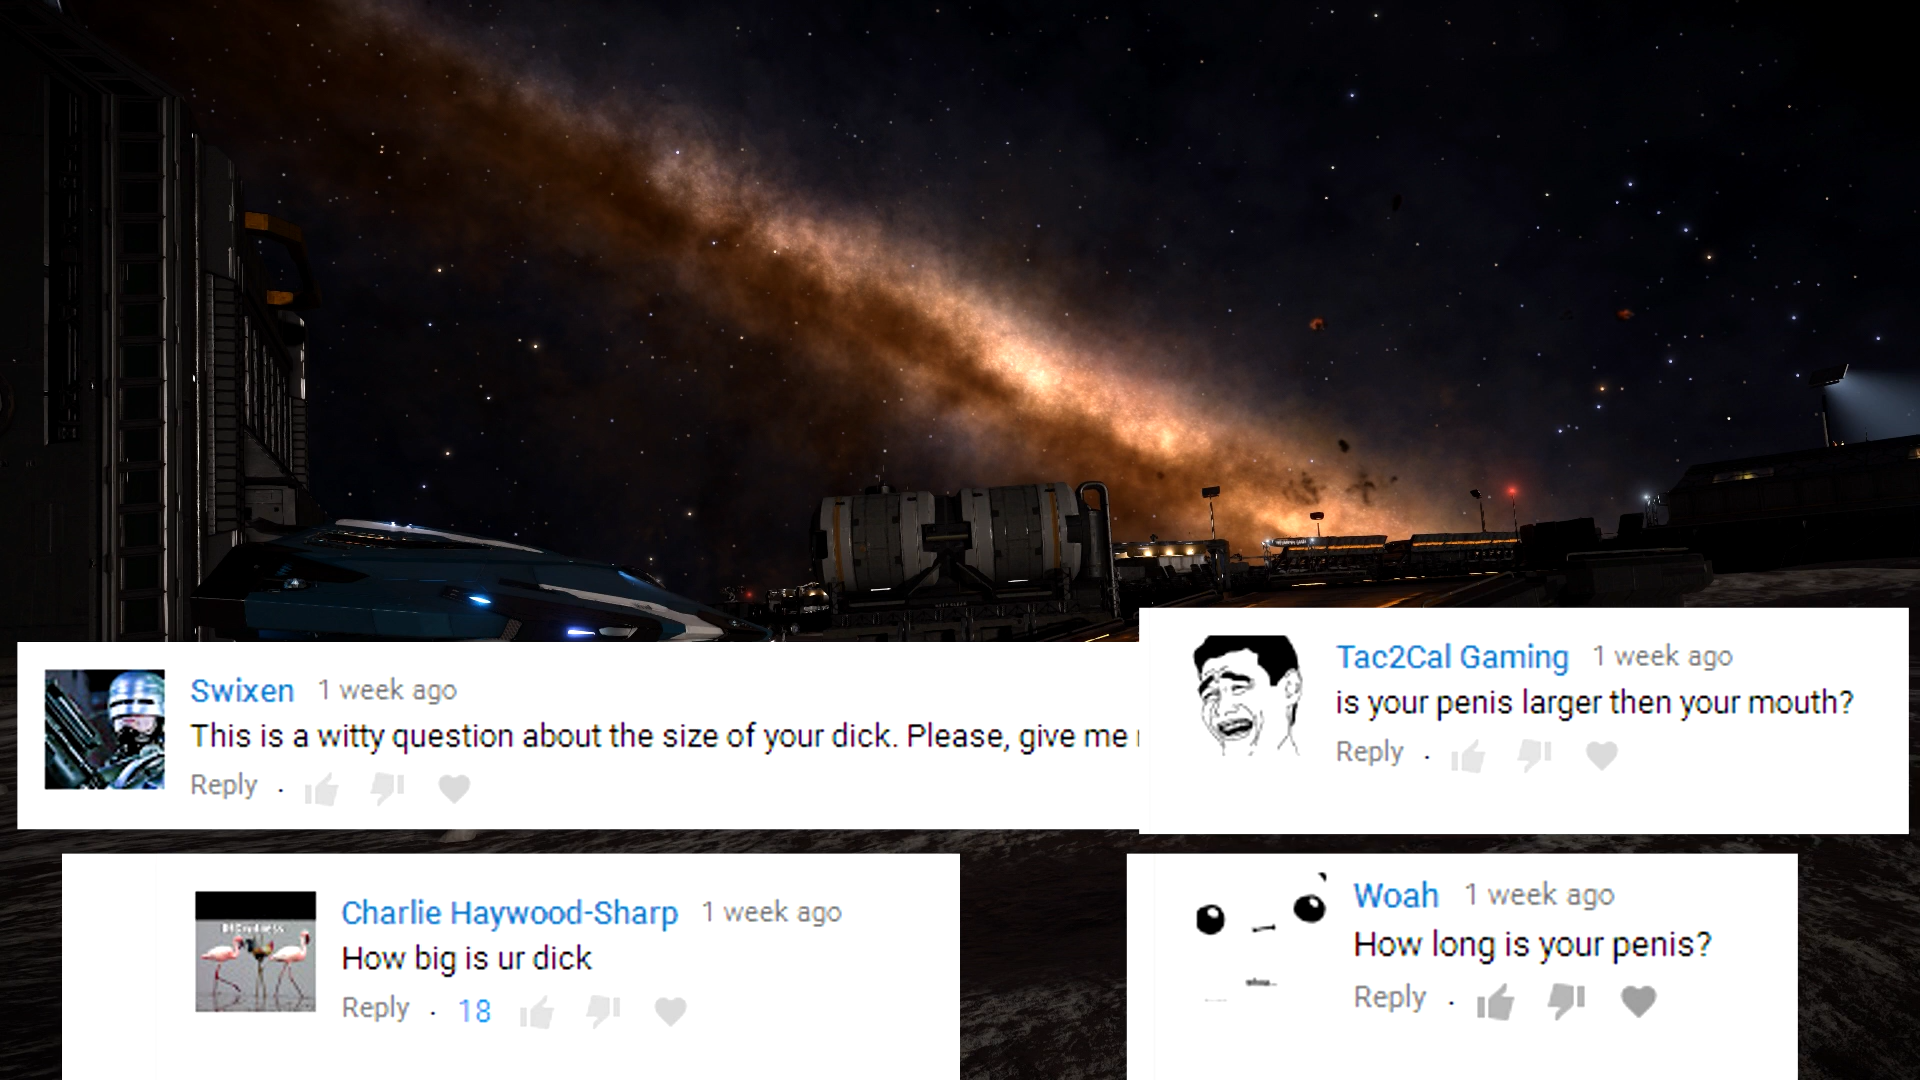 Swixen 1 week ago
This is a witty question about the size of your dick. Please, give me
Reply ·
Tac2Cal Gaming 1 week ago
is your penis larger then your mouth?
Reply ·
Charlie Haywood-Sharp 1 week ago
How big is ur dick
Reply · 18
Woah 1 week ago
How long is your penis?
Reply ·